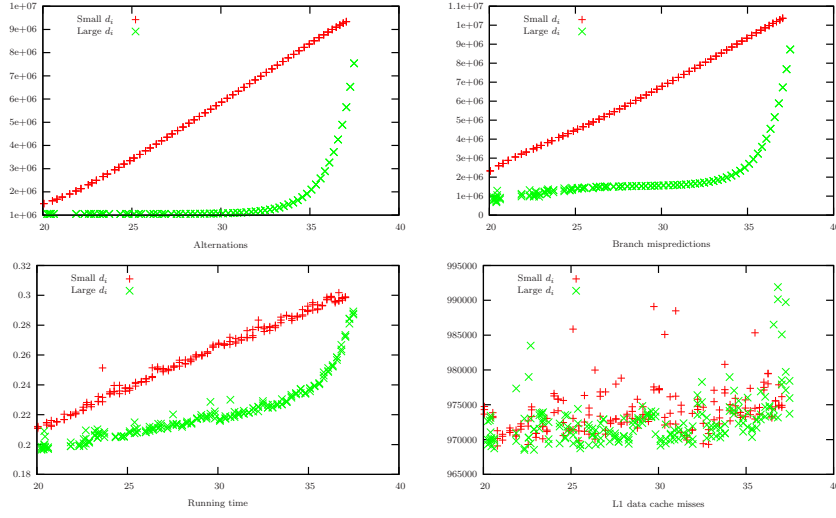 1e+07
9e+06
8e+06
7e+06
6e+06
5e+06
4e+06
3e+06
2e+06
1e+06
20 25 30 35 40
Small d_i
Large d_i
Alternations
1.1e+07
1e+07
9e+06
8e+06
7e+06
6e+06
5e+06
4e+06
3e+06
2e+06
1e+06
0
20 25 30 35 40
Small d_i
Large d_i
Branch mispredictions
0.32
0.3
0.28
0.26
0.24
0.22
0.2
0.18
20 25 30 35 40
Small d_i
Large d_i
Running time
995000
990000
985000
980000
975000
970000
965000
20 25 30 35 40
Small d_i
Large d_i
L1 data cache misses